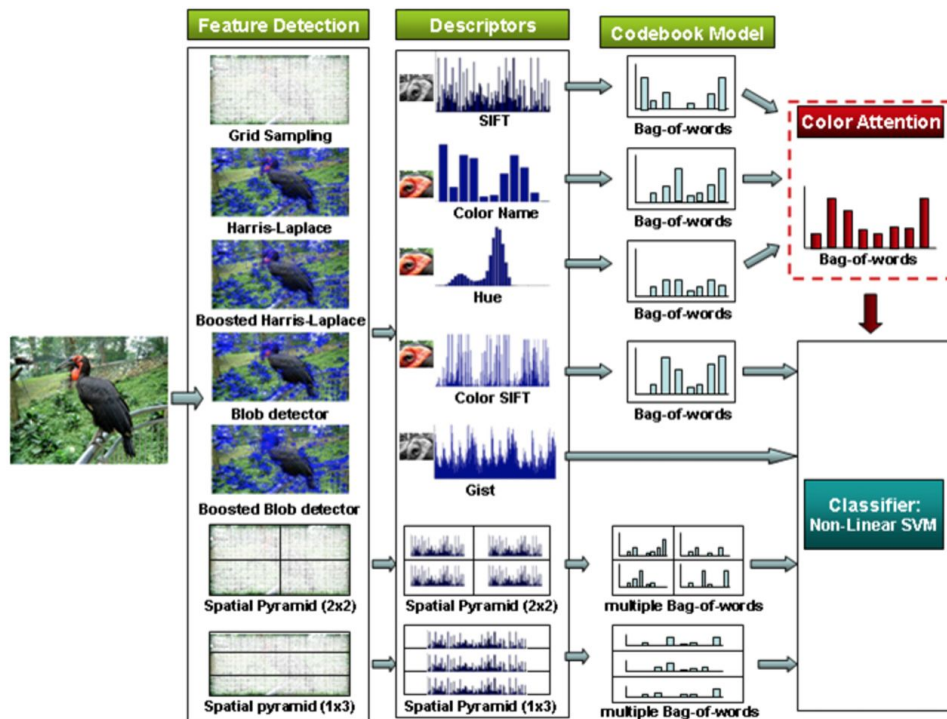 Feature Detection
Descriptors
Codebook Model
Grid Sampling
Harris-Laplace
Boosted Harris-Laplace
Blob detector
Boosted Blob detector
Spatial Pyramid (2x2)
Spatial pyramid (1x3)
SIFT
Color Name
Hue
Color SIFT
Gist
Spatial Pyramid (2x2)
Spatial Pyramid (1x3)
Bag-of-words
Bag-of-words
Bag-of-words
Bag-of-words
multiple Bag-of-words
multiple Bag-of-words
Color Attention
Bag-of-words
Classifier:
Non-Linear SVM